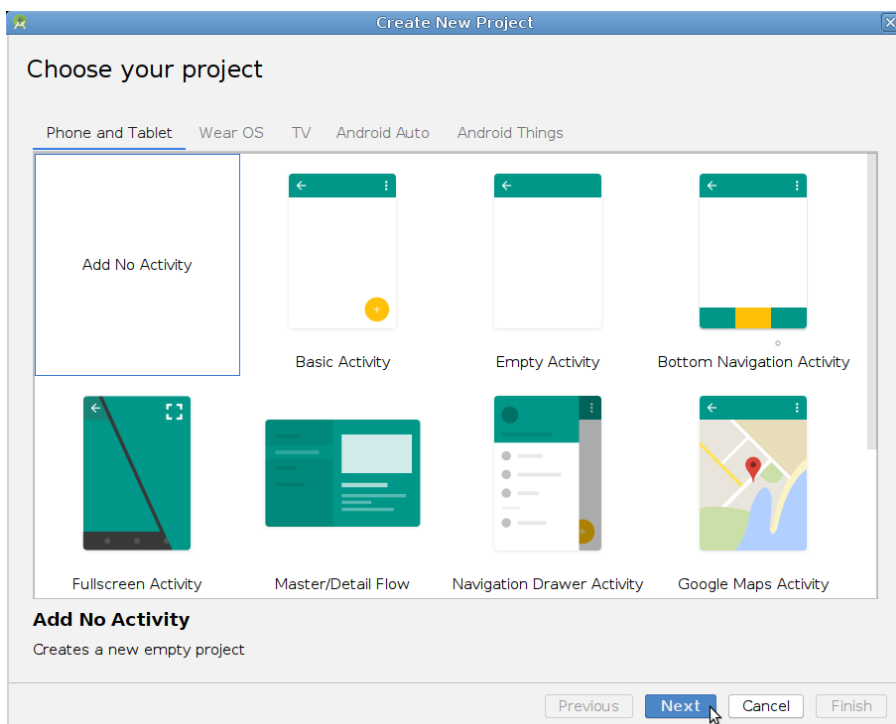 Create New Project
Choose your project
Phone and Tablet Wear OS TV Android Auto Android Things
Add No Activity
Basic Activity Empty Activity Bottom Navigation Activity
Fullscreen Activity Master/Detail Flow Navigation Drawer Activity Google Maps Activity
Add No Activity
Creates a new empty project
Previous Next Cancel Finish